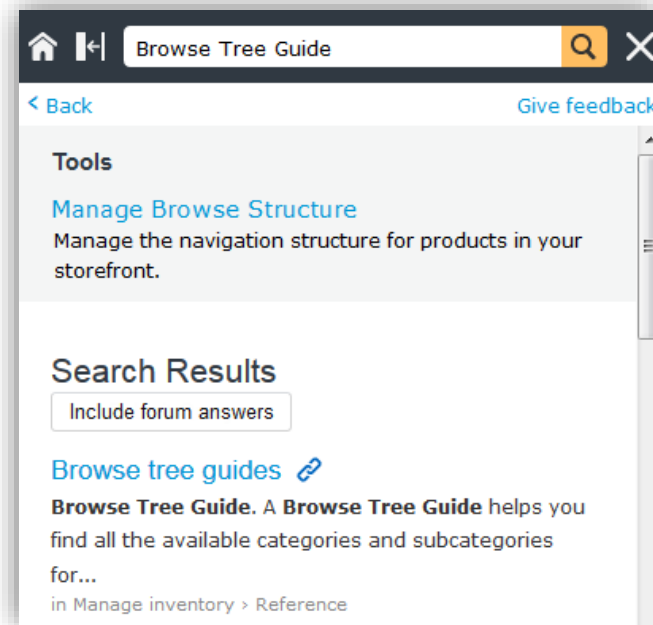 Browse Tree Guide
< Back
Give feedback
Tools
Manage Browse Structure
Manage the navigation structure for products in your
storefront.
Search Results
Include forum answers
Browse tree guides
Browse Tree Guide. A Browse Tree Guide helps you
find all the available categories and subcategories
for...
in Manage inventory › Reference